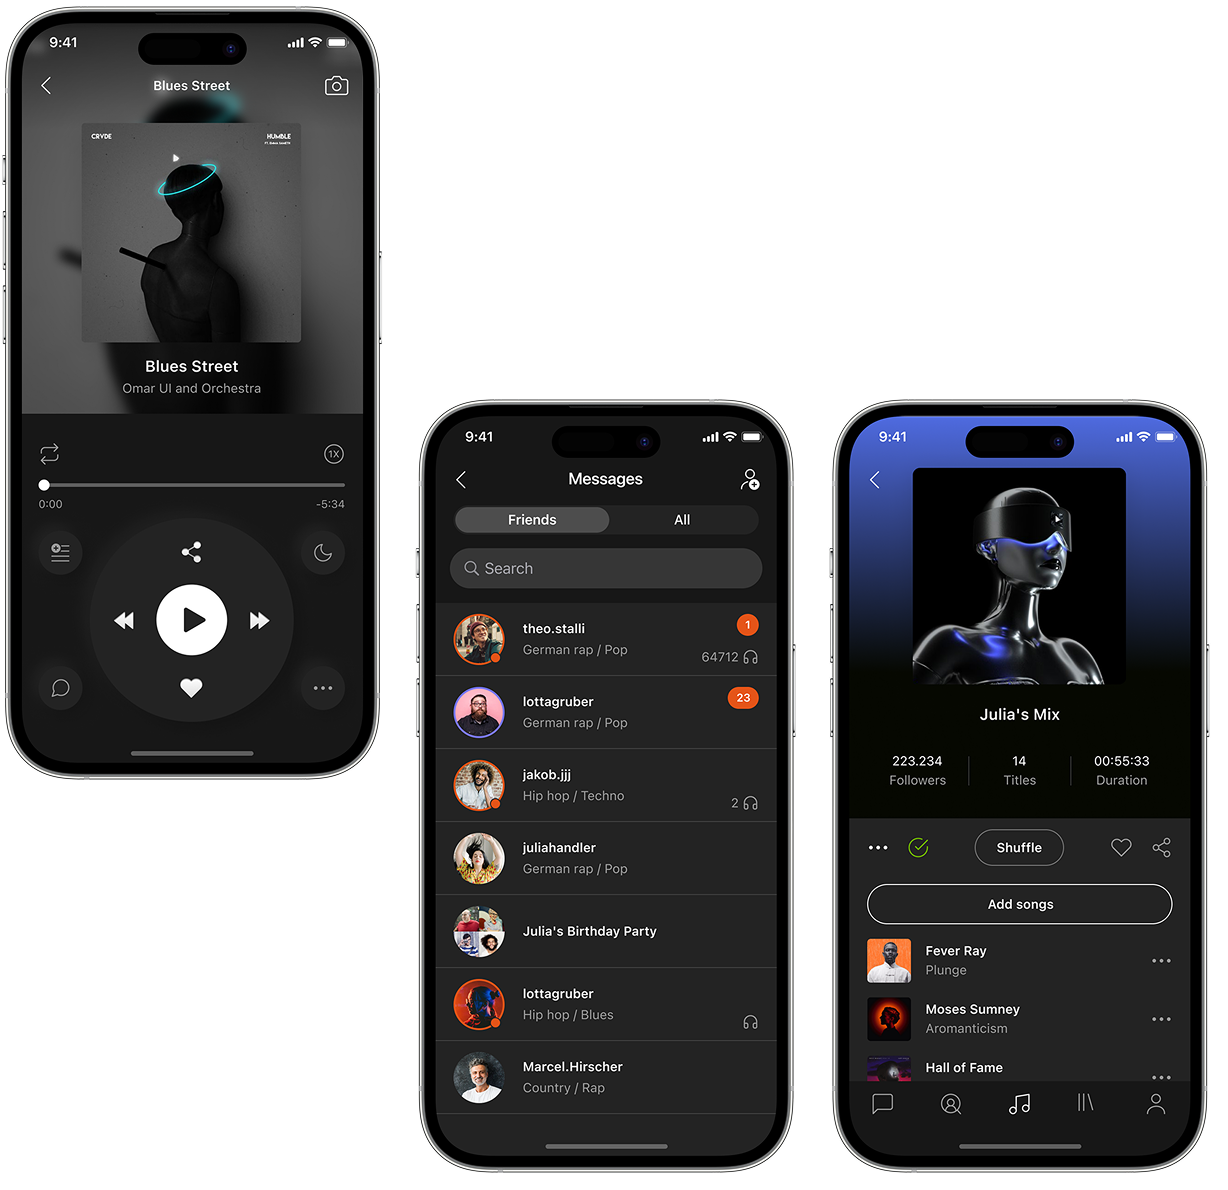 9:41
Blues Street
CRVDE
HUMBLE
Blues Street
Omar UI and Orchestra
1X
0:00
-5:34
9:41
Messages
Friends
All
Search
theo.stalli
1
German rap / Pop
64712
lottagruber
23
German rap / Pop
jakob.jjj
Hip hop / Techno
2
juliahandler
German rap / Pop
Julia's Birthday Party
lottagruber
Hip hop / Blues
Marcel.Hirscher
Country / Rap
9:41
Julia's Mix
223.234
14
00:55:33
Followers
Titles
Duration
Shuffle
Add songs
Fever Ray
Plunge
Moses Sumney
Aromanticism
Hall of Fame